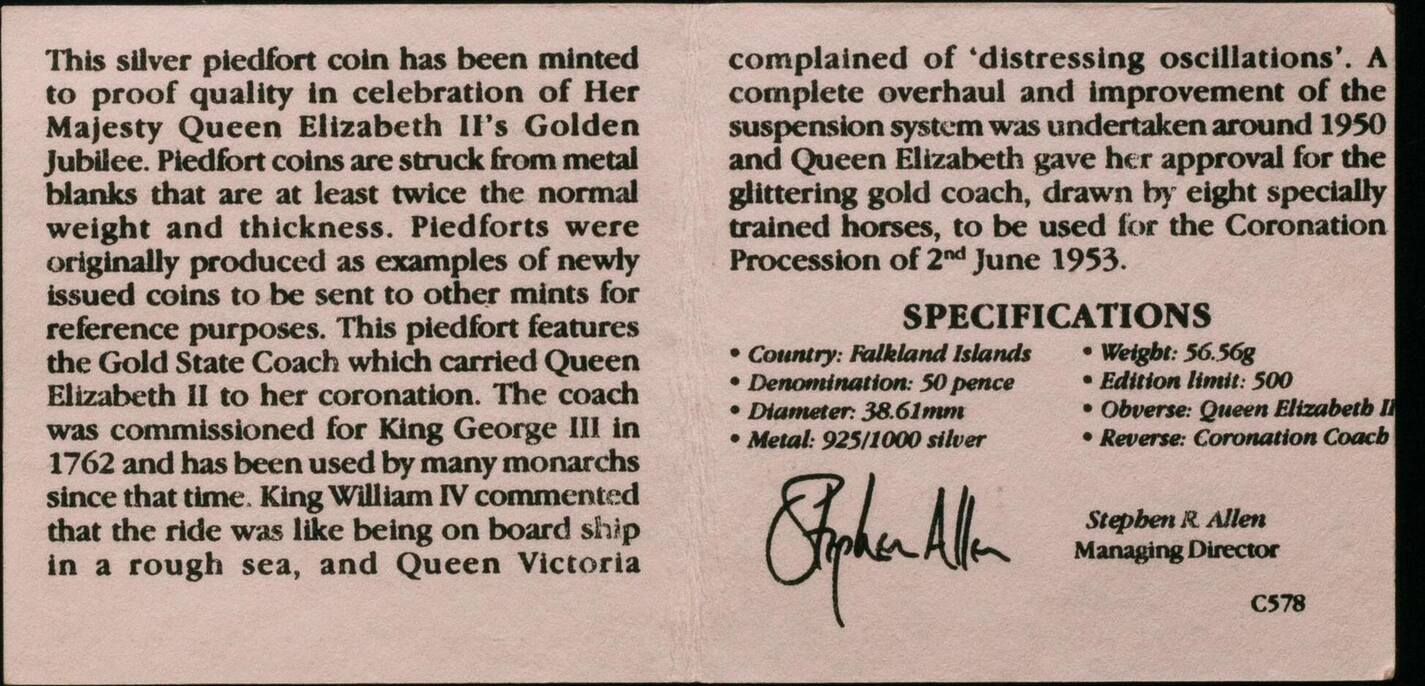 This silver piedfort coin has been minted
to proof quality in celebration of Her
Majesty Queen Elizabeth II's Golden
Jubilee. Piedfort coins are struck from metal
blanks that are at least twice the normal
weight and thickness. Piedforts were
originally produced as examples of newly
issued coins to be sent to other mints for
reference purposes. This piedfort features
the Gold State Coach which carried Queen
Elizabeth II to her coronation. The coach
was commissioned for King George III in
1762 and has been used by many monarchs
since that time. King William IV commented
that the ride was like being on board ship
in a rough sea, and Queen Victoria
complained of 'distressing oscillations'. A
complete overhaul and improvement of the
suspension system was undertaken around 1950
and Queen Elizabeth gave her approval for the
glittering gold coach, drawn by eight specially
trained horses, to be used for the Coronation
Procession of 2nd June 1953.
SPECIFICATIONS
• Country: Falkland Islands
• Denomination: 50 pence
• Diameter: 38.61mm
• Metal: 925/1000 silver
• Weight: 56.56g
• Edition limit: 500
• Obverse: Queen Elizabeth II
• Reverse: Coronation Coach
Stephen Allen
Stephen R. Allen
Managing Director
C578